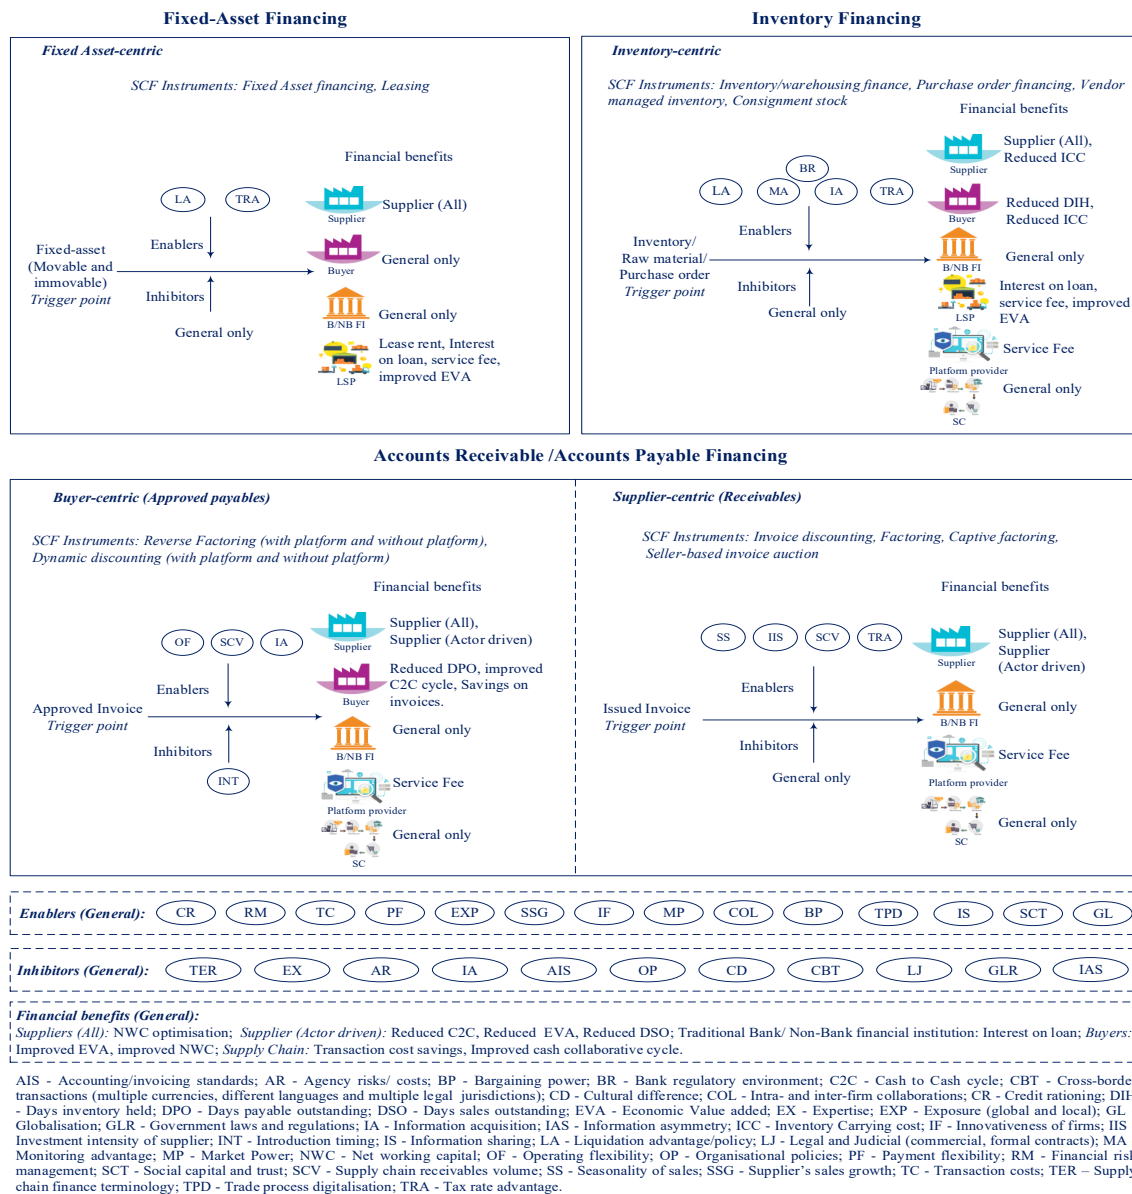 Fixed-Asset Financing
Inventory Financing
Fixed Asset-centric
SCF Instruments: Fixed Asset financing, Leasing
Financial benefits
LA
TRA
Supplier
Supplier (All)
Enablers
Fixed-asset
(Movable and
immovable)
Trigger point
Buyer
General only
Inhibitors
General only
B/NB FI
General only
LSP
Lease rent, Interest
on loan, service fee,
improved EVA
Inventory-centric
SCF Instruments: Inventory/warehousing finance, Purchase order financing, Vendor
managed inventory, Consignment stock
Financial benefits
Supplier
Supplier (All),
Reduced ICC
BR
LA
MA
IA
TRA
Buyer
Reduced DIH,
Reduced ICC
Enablers
Inventory/
Raw material/
Purchase order
Trigger point
B/NB FI
General only
Inhibitors
General only
LSP
Interest on loan,
service fee, improved
EVA
Platform provider
Service Fee
General only
SC
Accounts Receivable /Accounts Payable Financing
Buyer-centric (Approved payables)
SCF Instruments: Reverse Factoring (with platform and without platform),
Dynamic discounting (with platform and without platform)
Financial benefits
OF
SCV
IA
Supplier
Supplier (All),
Supplier (Actor driven)
Enablers
Buyer
Reduced DPO, improved
C2C cycle, Savings on
invoices.
Approved Invoice
Trigger point
Inhibitors
B/NB FI
General only
INT
Platform provider
Service Fee
General only
SC
Supplier-centric (Receivables)
SCF Instruments: Invoice discounting, Factoring, Captive factoring,
Seller-based invoice auction
Financial benefits
SS
IIS
SCV
TRA
Supplier
Supplier (All),
Supplier
(Actor driven)
Enablers
Issued Invoice
Trigger point
B/NB FI
General only
Inhibitors
General only
Platform provider
Service Fee
General only
SC
Enablers (General): CR RM TC PF EXP SSG IF MP COL BP TPD IS SCT GL
Inhibitors (General): TER EX AR IA AIS OP CD CBT LJ GLR IAS
Financial benefits (General):
Suppliers (All): NWC optimisation; Supplier (Actor driven): Reduced C2C, Reduced EVA, Reduced DSO; Traditional Bank/ Non-Bank financial institution: Interest on loan; Buyers:
Improved EVA, improved NWC; Supply Chain: Transaction cost savings, Improved cash collaborative cycle.
AIS - Accounting/invoicing standards; AR - Agency risks/ costs; BP - Bargaining power; BR - Bank regulatory environment; C2C - Cash to Cash cycle; CBT - Cross-borde
transactions (multiple currencies, different languages and multiple legal jurisdictions); CD - Cultural difference; COL - Intra- and inter-firm collaborations; CR - Credit rationing; DIH
- Days inventory held; DPO - Days payable outstanding; DSO - Days sales outstanding; EVA - Economic Value added; EX - Expertise; EXP - Exposure (global and local); GL
Globalisation; GLR - Government laws and regulations; IA - Information acquisition; IAS - Information asymmetry; ICC - Inventory Carrying cost; IF - Innovativeness of firms; IIS
Investment intensity of supplier; INT - Introduction timing; IS - Information sharing; LA - Liquidation advantage/policy; LJ - Legal and Judicial (commercial, formal contracts); MA
Monitoring advantage; MP - Market Power; NWC - Net working capital; OF - Operating flexibility; OP - Organisational policies; PF - Payment flexibility; RM - Financial risk
management; SCT - Social capital and trust; SCV - Supply chain receivables volume; SS - Seasonality of sales; SSG - Supplier's sales growth; TC - Transaction costs; TER – Supply
chain finance terminology; TPD - Trade process digitalisation; TRA - Tax rate advantage.